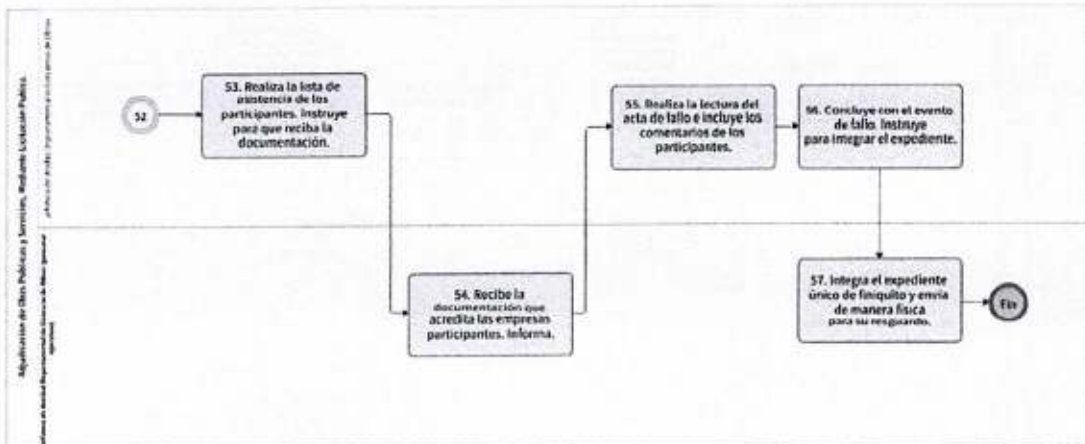 Adjudicación de Obras Públicas y Servicios, Mediante Licitación Pública.
52
53. Realiza la lista de
asistencia de los
participantes. Instruye
para que reciba la
documentación.
54. Recibe la
documentación que
acredita las empresas
participantes. Informa.
55. Realiza la lectura del
acta de fallo e incluye los
comentarios de los
participantes.
56. Concluye con el evento
de fallo. Instruye
para integrar el expediente.
57. Integra el expediente
único de finiquito y envía
de manera física
para su resguardo.
Fin